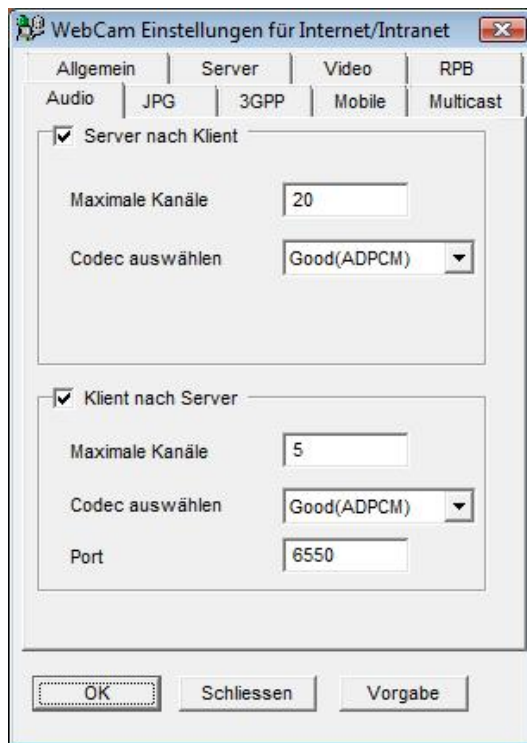 WebCam Einstellungen für Internet/Intranet
Allgemein Server Video RPB
Audio JPG 3GPP Mobile Multicast
Server nach Klient
Maximale Kanäle 20
Codec auswählen Good(ADPCM)
Klient nach Server
Maximale Kanäle 5
Codec auswählen Good(ADPCM)
Port 6550
OK Schliessen Vorgabe